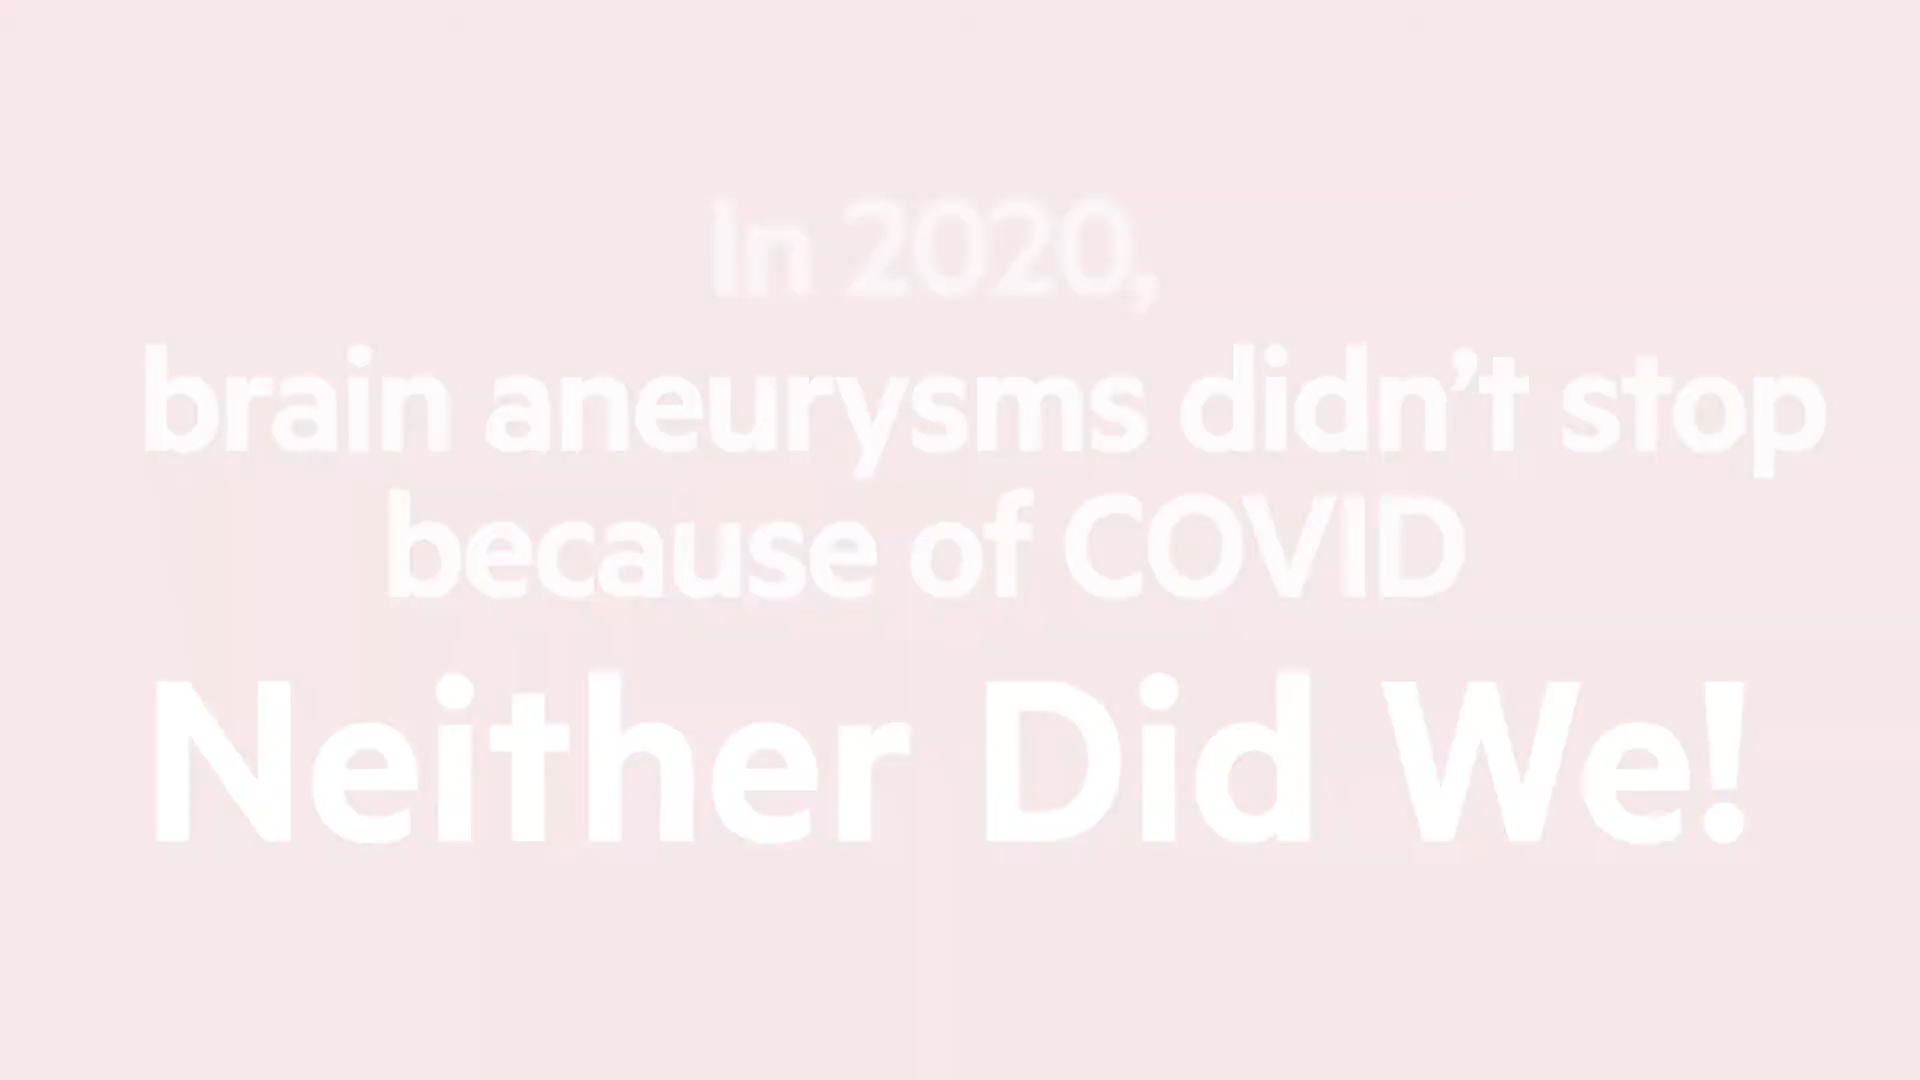 In 2020,
brain aneurysms didn’t stop
because of COVID
Neither Did We!